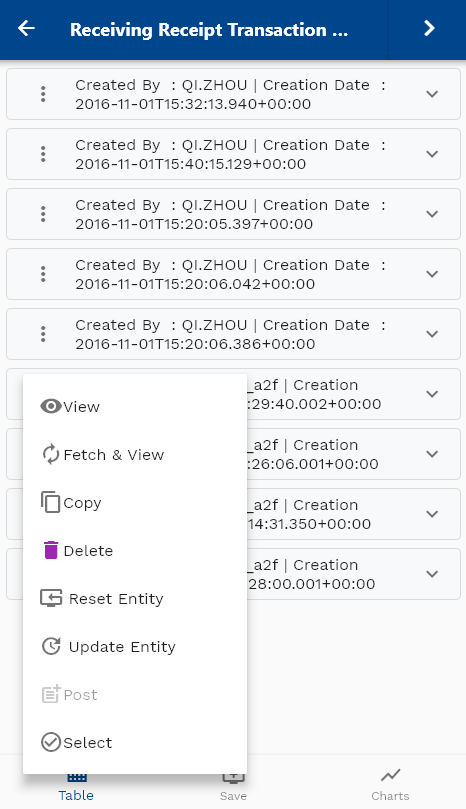 Receiving Receipt Transaction ...
Created By : QI.ZHOU | Creation Date :
2016-11-01T15:32:13.940+00:00
Created By : QI.ZHOU | Creation Date :
2016-11-01T15:40:15.129+00:00
Created By : QI.ZHOU | Creation Date :
2016-11-01T15:20:05.397+00:00
Created By : QI.ZHOU | Creation Date :
2016-11-01T15:20:06.042+00:00
Created By : QI.ZHOU | Creation Date :
2016-11-01T15:20:06.386+00:00
_a2f | Creation
:29:40.002+00:00
_a2f | Creation
:26:06.001+00:00
_a2f | Creation
14:31.350+00:00
_a2f | Creation
28:00.001+00:00
View
Fetch & View
Copy
Delete
Reset Entity
Update Entity
Post
Select
Table
Save
Charts